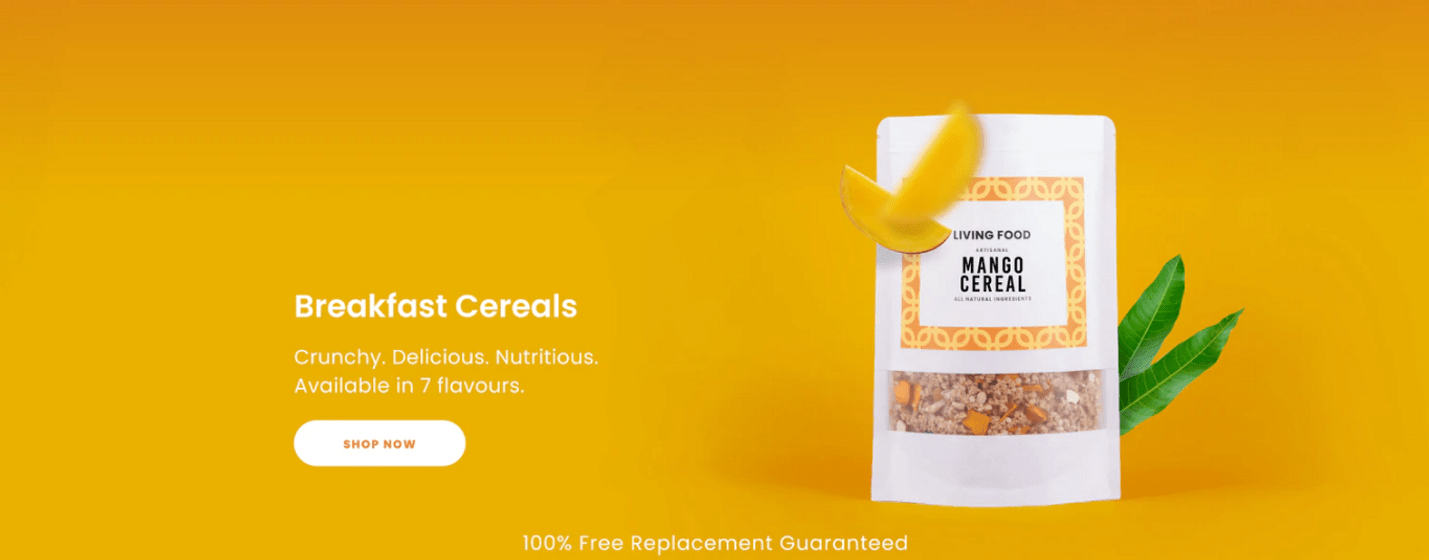 Breakfast Cereals
Crunchy. Delicious. Nutritious.
Available in 7 flavours.
SHOP NOW
LIVING FOOD
ARTISANAL
MANGO
CEREAL
ALL NATURAL INGREDIENTS
100% Free Replacement Guaranteed